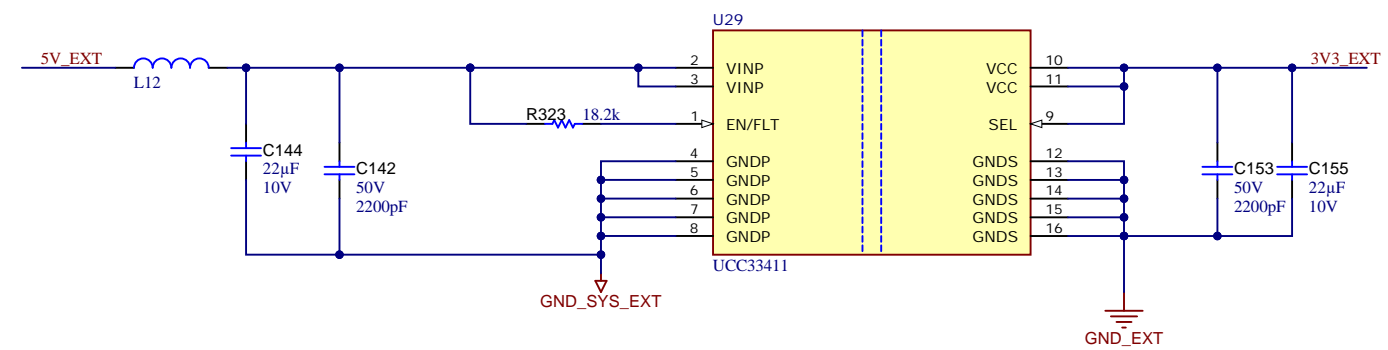 U29
5V_EXT
L12
2
VINP
3
VINP
R323
18.2k
1
EN/FLT
C144
22µF
10V
C142
50V
2200pF
4
GNDP
5
GNDP
6
GNDP
7
GNDP
8
GNDP
UCC33411
GND_SYS_EXT
VCC
10
VCC
11
SEL
9
GNDS
12
GNDS
13
GNDS
14
GNDS
15
GNDS
16
3V3_EXT
C153
50V
2200pF
C155
22µF
10V
GND_EXT